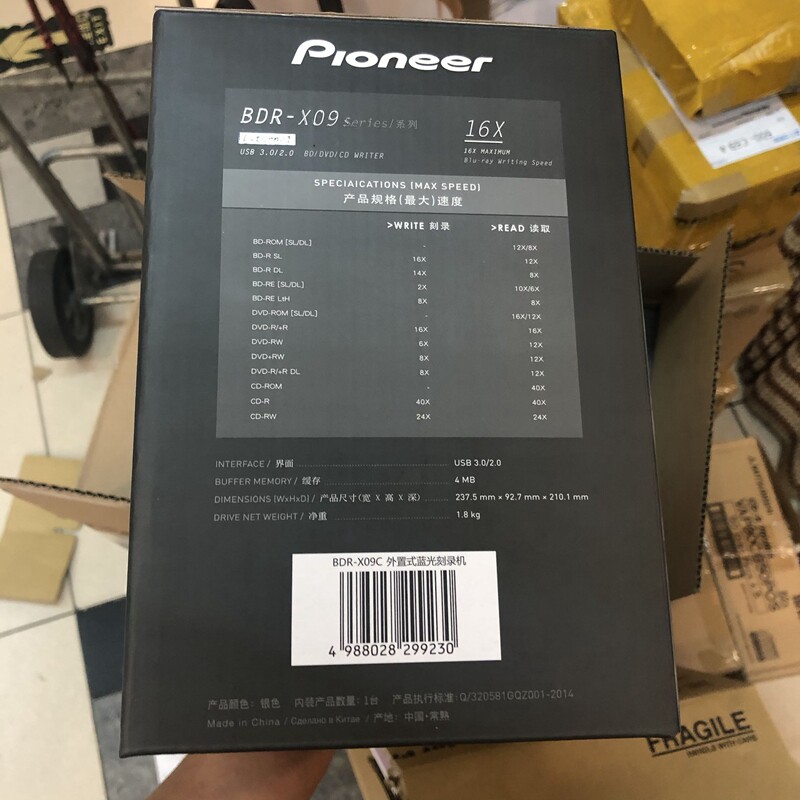 Pioneer
BDR-X09 Series/系列
16X
USB 3.0/2.0 BD/DVD/CD WRITER
16X MAXIMUM
Blu-ray Writing Speed
SPECIAICATIONS (MAX SPEED)
产品规格(最大)速度
>WRITE 刻录 >READ 读取
BD-ROM [SL/DL] - 12X/8X
BD-R SL 16X 12X
BD-R DL 14X 8X
BD-RE [SL/DL] 2X 10X/6X
BD-RE LtH 8X 8X
DVD-ROM [SL/DL] - 16X/12X
DVD-R/+R 16X 16X
DVD-RW 6X 12X
DVD+RW 8X 12X
DVD-R/+R DL 8X 12X
CD-ROM - 40X
CD-R 40X 40X
CD-RW 24X 24X
INTERFACE / 界面 USB 3.0/2.0
BUFFER MEMORY / 缓存 4 MB
DIMENSIONS (WxHxD) / 产品尺寸(宽 X 高 X 深) 237.5 mm × 92.7 mm × 210.1 mm
DRIVE NET WEIGHT / 净重 1.8 kg
BDR-X09C 外置式蓝光刻录机
4 988028 299230
产品颜色: 银色 内装产品数量: 1台 产品执行标准: Q/320581GQZ001-2014
Made in China / Сделано в Китае / 产地: 中国·常熟
FRAGILE
HANDLE WITH CARE